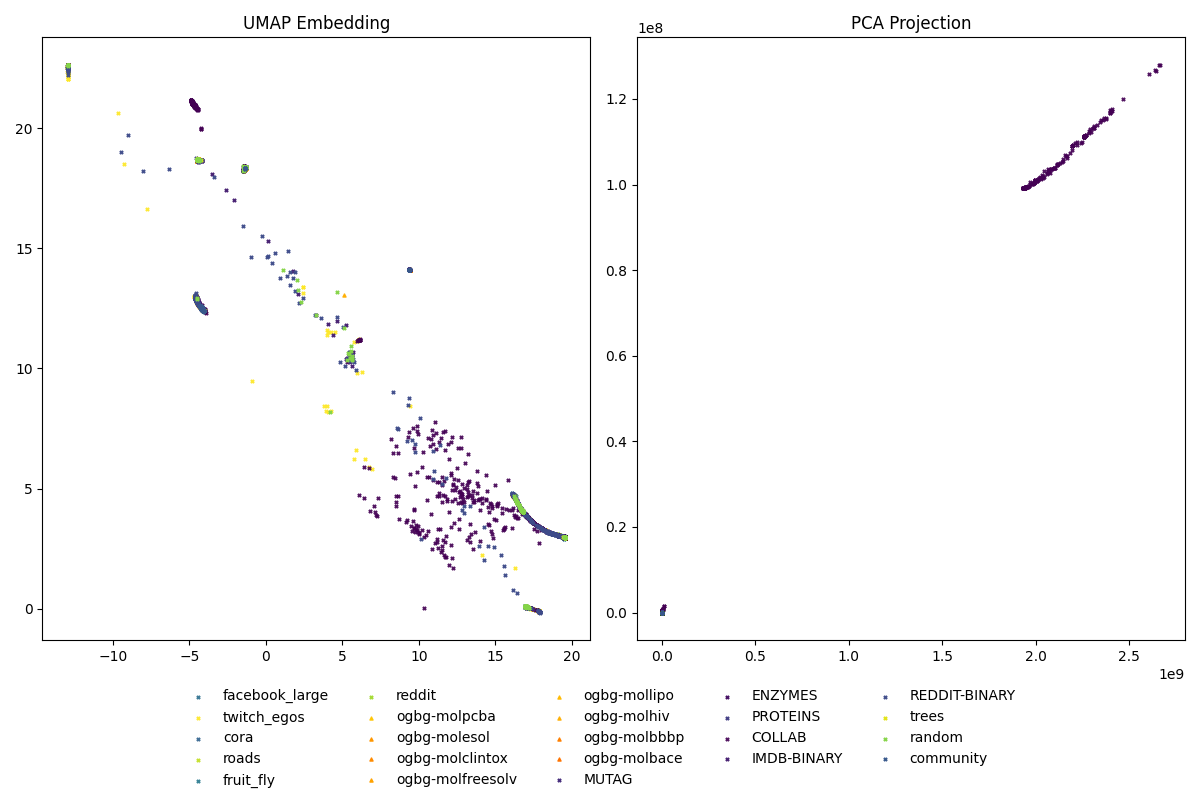 UMAP Embedding
PCA Projection
1e8
20
15
10
5
0
−10
−5
0
5
10
15
20
1.2
1.0
0.8
0.6
0.4
0.2
0.0
0.0
0.5
1.0
1.5
2.0
2.5
1e9
facebook_large
twitch_egos
cora
roads
fruit_fly
reddit
ogbg-molpcba
ogbg-molesol
ogbg-molclintox
ogbg-molfreesolv
ogbg-mollipo
ogbg-molhiv
ogbg-molbbbp
ogbg-molbace
MUTAG
ENZYMES
PROTEINS
COLLAB
IMDB-BINARY
REDDIT-BINARY
trees
random
community